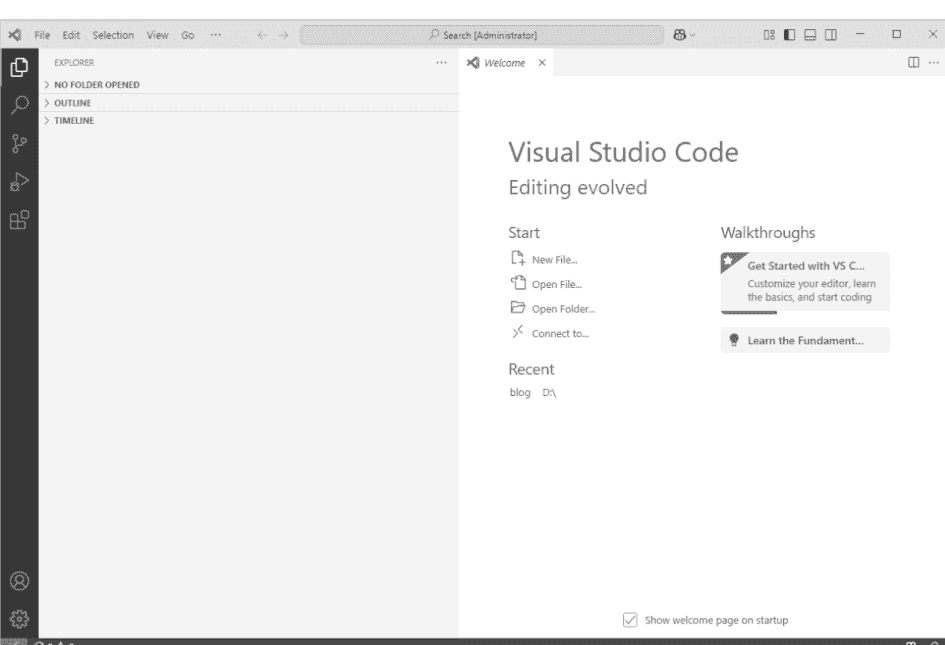 File Edit Selection View Go ··· Search [Administrator]
EXPLORER ···
Welcome
NO FOLDER OPENED
OUTLINE
TIMELINE
Visual Studio Code
Editing evolved
Start
New File...
Open File...
Open Folder...
Connect to...
Recent
blog D:\
Walkthroughs
Get Started with VS C...
Customize your editor, learn
the basics, and start coding
Learn the Fundament...
Show welcome page on startup